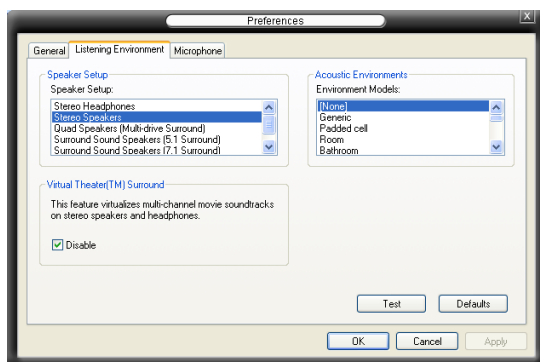 Preferences
X
General
Listening Environment
Microphone
Speaker Setup
Speaker Setup:
Stereo Headphones
Stereo Speakers
Quad Speakers (Multi-drive Surround)
Surround Sound Speakers (5.1 Surround)
Surround Sound Speakers (7.1 Surround)
Acoustic Environments
Environment Models:
[None]
Generic
Padded cell
Room
Bathroom
Virtual Theater(TM) Surround
This feature virtualizes multi-channel movie soundtracks
on stereo speakers and headphones.
Disable
Test
Defaults
OK
Cancel
Apply